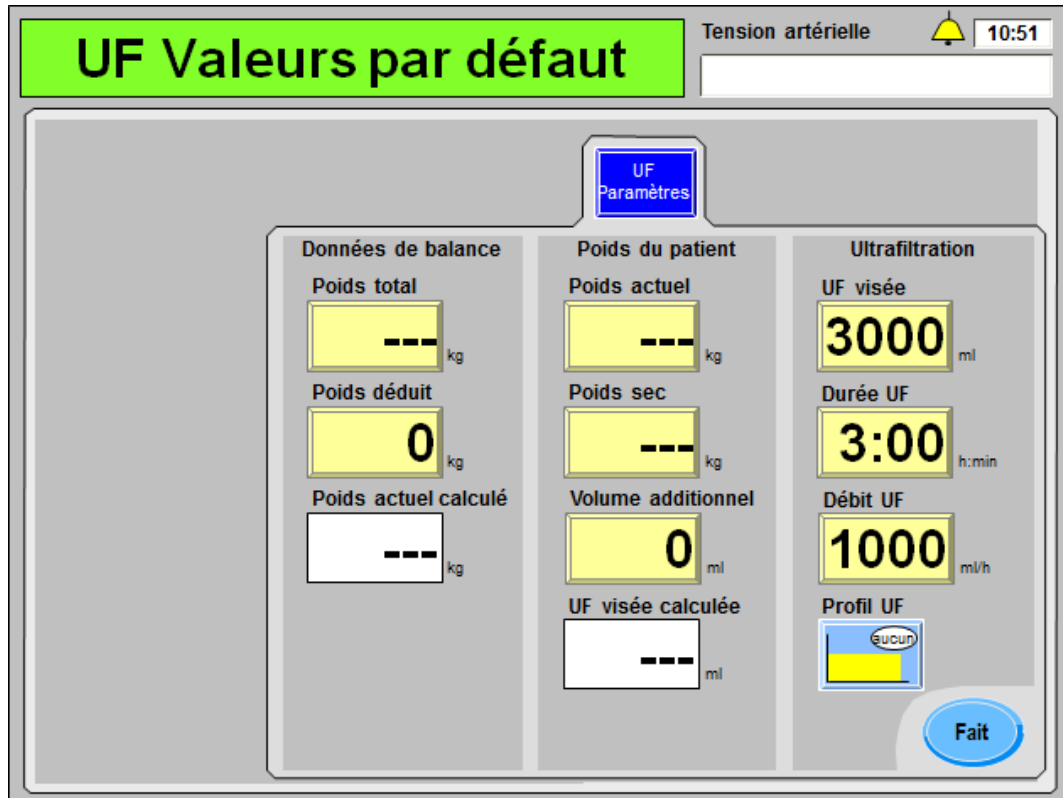 UF Valeurs par défaut
Tension artérielle
10:51
UF
Paramètres
Données de balance
Poids total
--- kg
Poids déduit
0 kg
Poids actuel calculé
--- kg
Poids du patient
Poids actuel
--- kg
Poids sec
--- kg
Volume additionnel
0 ml
UF visée calculée
--- ml
Ultrafiltration
UF visée
3000 ml
Durée UF
3:00 h:min
Débit UF
1000 ml/h
Profil UF
aucun
Fait